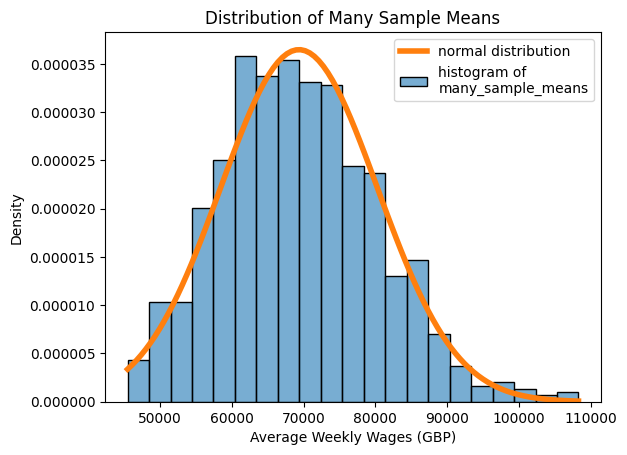 Distribution of Many Sample Means
normal distribution
histogram of
many_sample_means
Density
0.000035
0.000030
0.000025
0.000020
0.000015
0.000010
0.000005
0.000000
50000 60000 70000 80000 90000 100000 110000
Average Weekly Wages (GBP)